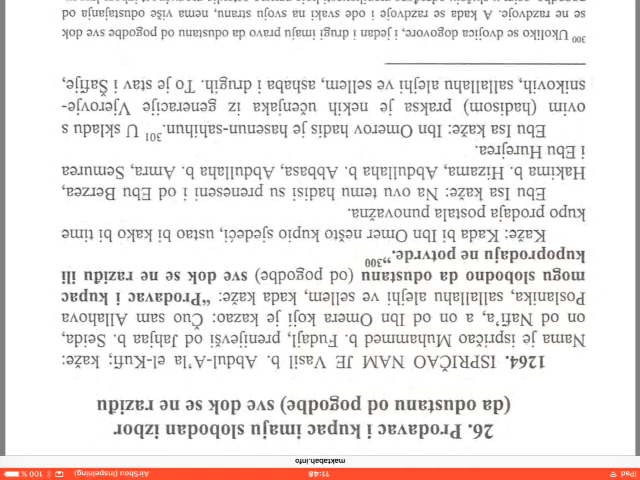 iPad 11:48 AirShou (Inspelning) 100 %
maktabah.info
26. Prodavac i kupac imaju slobodan izbor
(da odustanu od pogodbe) sve dok se ne raziđu
1264. ISPRIČAO NAM JE Vasil b. Abdul-A'la el-Kufi; kaže:
Nama je ispričao Muhammed b. Fudajl, prenijevši od Jahjaa b. Seida,
on od Nafi'a, a on od Ibn Omera koji je kazao: Čuo sam Allahova
Poslanika, sallallahu alejhi ve sellem, kada kaže: "Prodavac i kupac
mogu slobodno da odustanu (od pogodbe) sve dok se ne raziđu ili
kupoprodaju ne potvrde."300
Kaže: Kada bi Ibn Omer nešto kupio sjedeći, ustao bi kako bi time
kupo prodaja postala punovažna.
Ebu Isa kaže: Na ovu temu hadisi su preneseni i od Ebu Berzea,
Hakima b. Hizama, Abdullaha b. Abbasa, Abdullaha b. Amra, Semurea
i Ebu Hurejrea.
Ebu Isa kaže: Ibn Omerov hadis je hasenun-sahihun.301 U skladu s
ovim (hadisom) praksa je nekih učenjaka iz generacije Vjerovje-
snikovih, sallallahu alejhi ve sellem, ashaba i drugih. To je stav i Šafije,
300 Ukoliko se dvojica dogovore, i jedan i drugi imaju pravo da odustanu od pogodbe sve dok
se ne razdvoje. A kada se razdvoje i ode svaki na svoju stranu, nema više odustajanja od